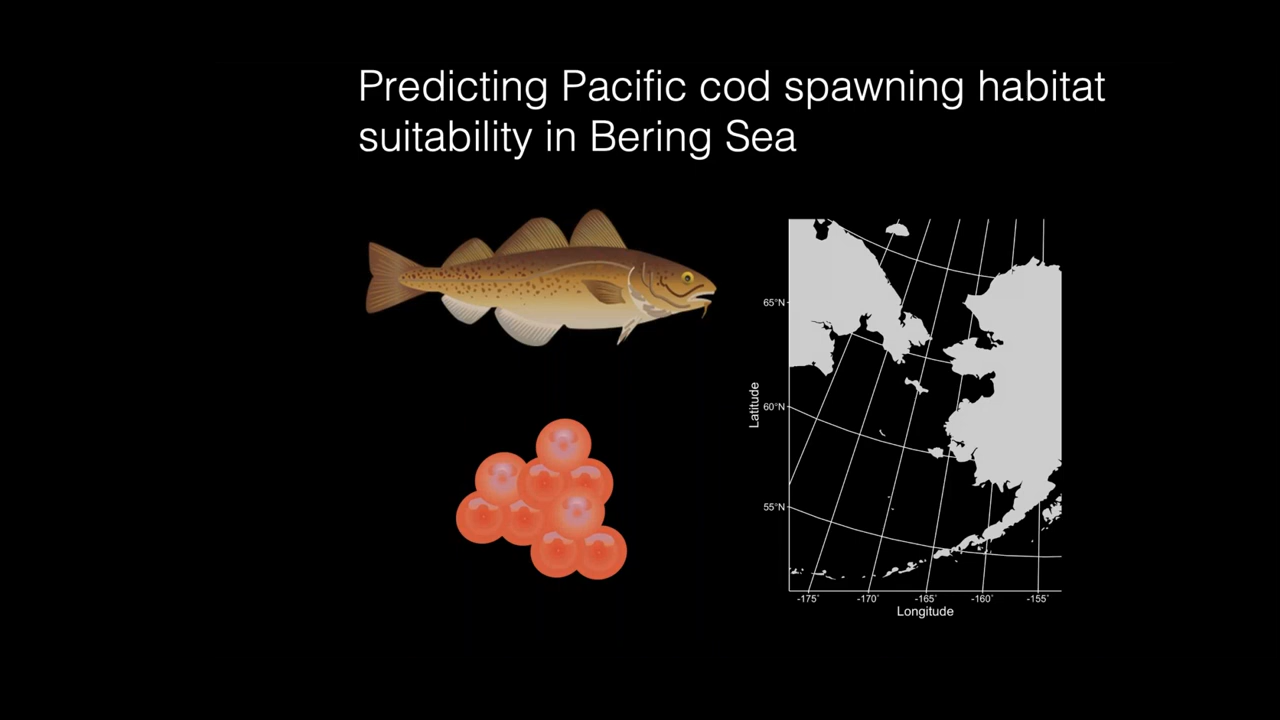 Predicting Pacific cod spawning habitat
suitability in Bering Sea
65°N
60°N
55°N
Latitude
-175°
-170°
-165°
-160°
-155°
Longitude